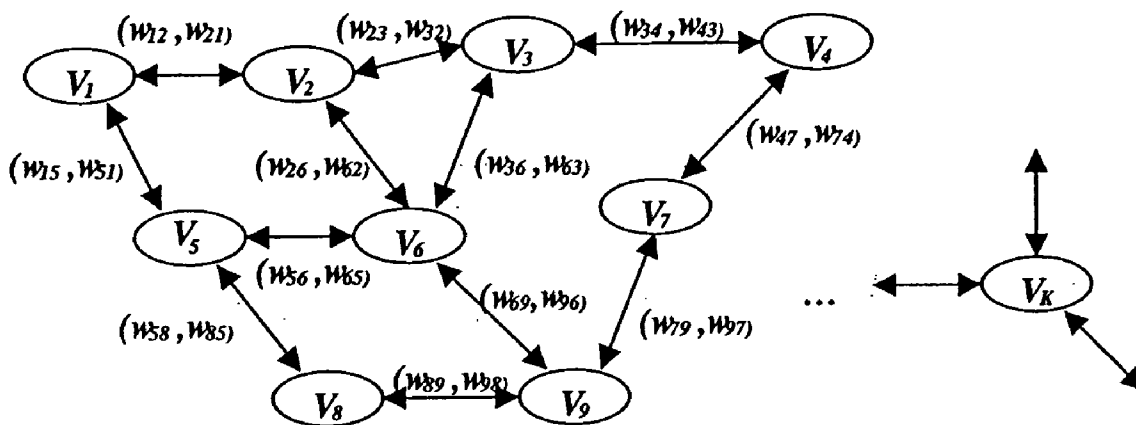 (w12, w21)
(w23, w32)
(w34, w43)
V1
V2
V3
V4
(w15, w51)
(w26, w62)
(w36, w63)
(w47, w74)
V5
V6
V7
(w56, w65)
(w58, w85)
(w69, w96)
(w79, w97)
...
VK
(w89, w98)
V8
V9